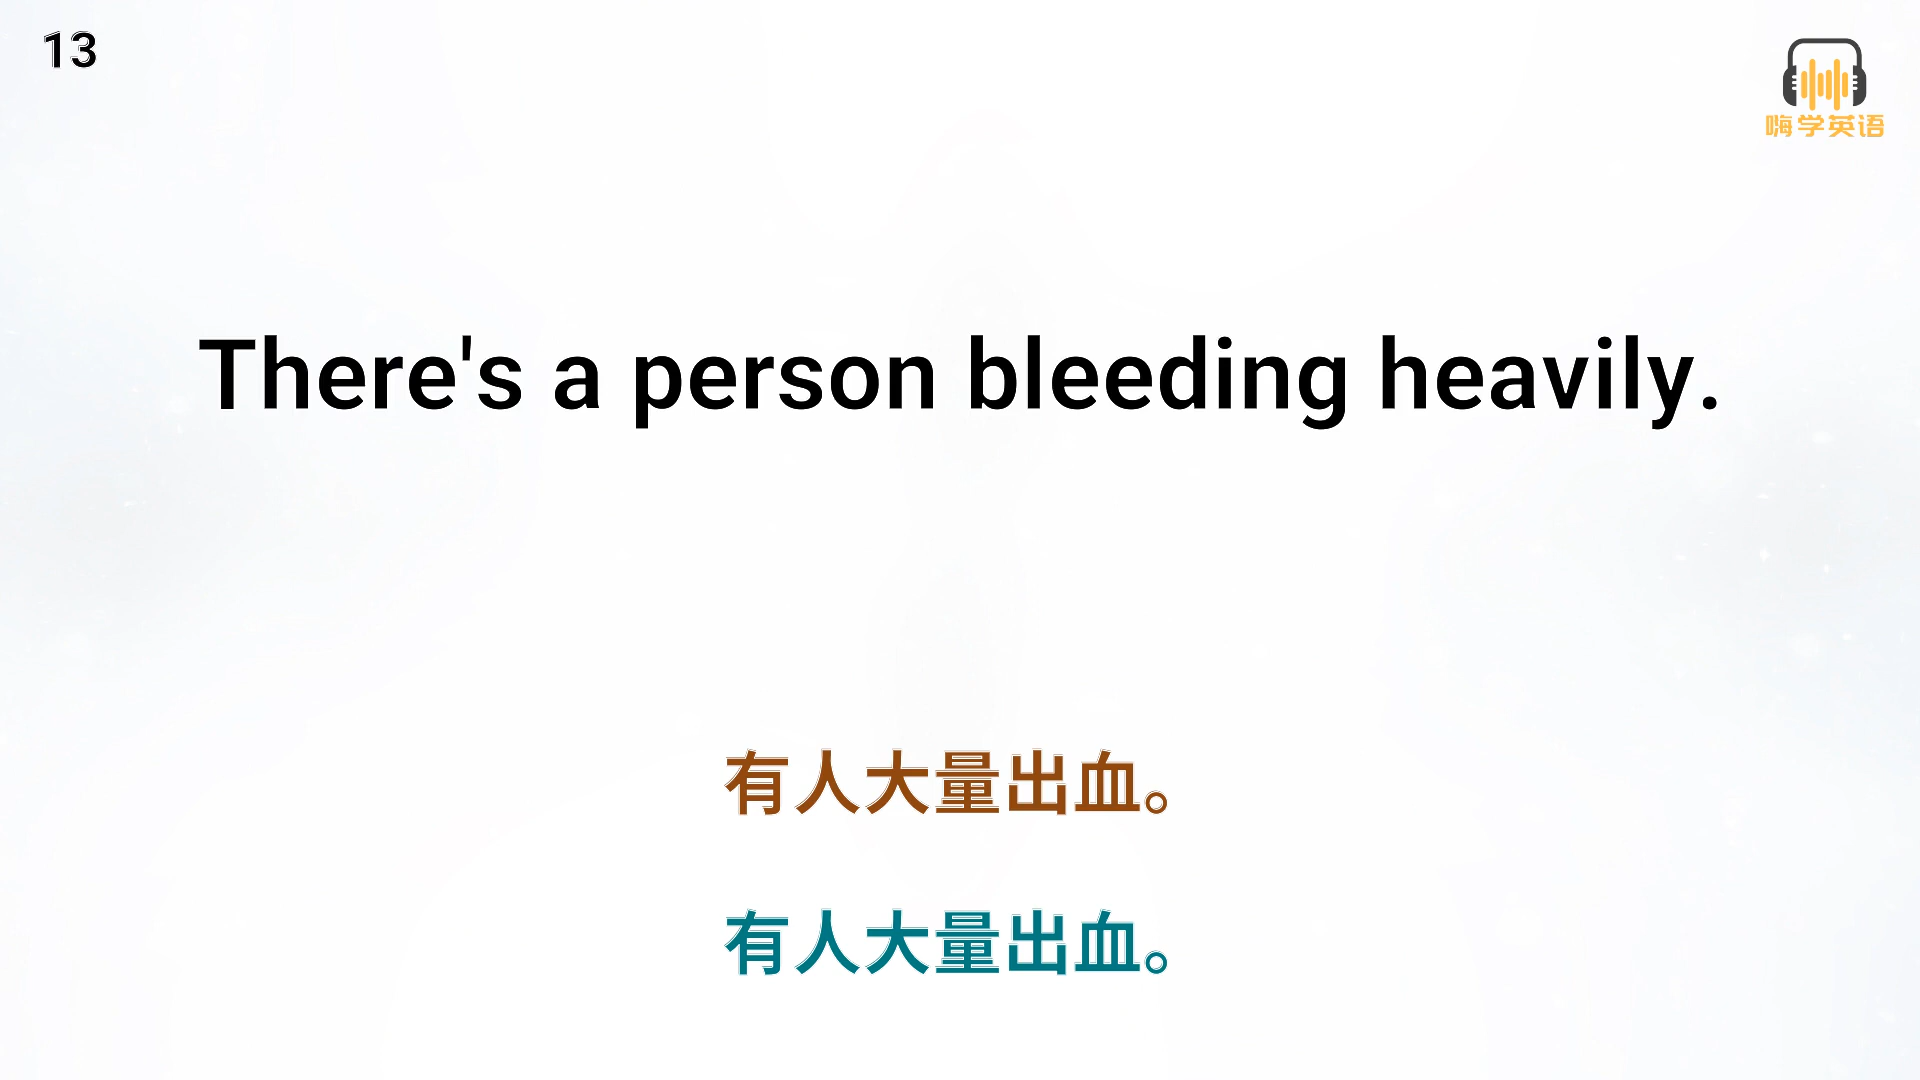 13
嗨学英语
There's a person bleeding heavily.
有人大量出血。
有人大量出血。